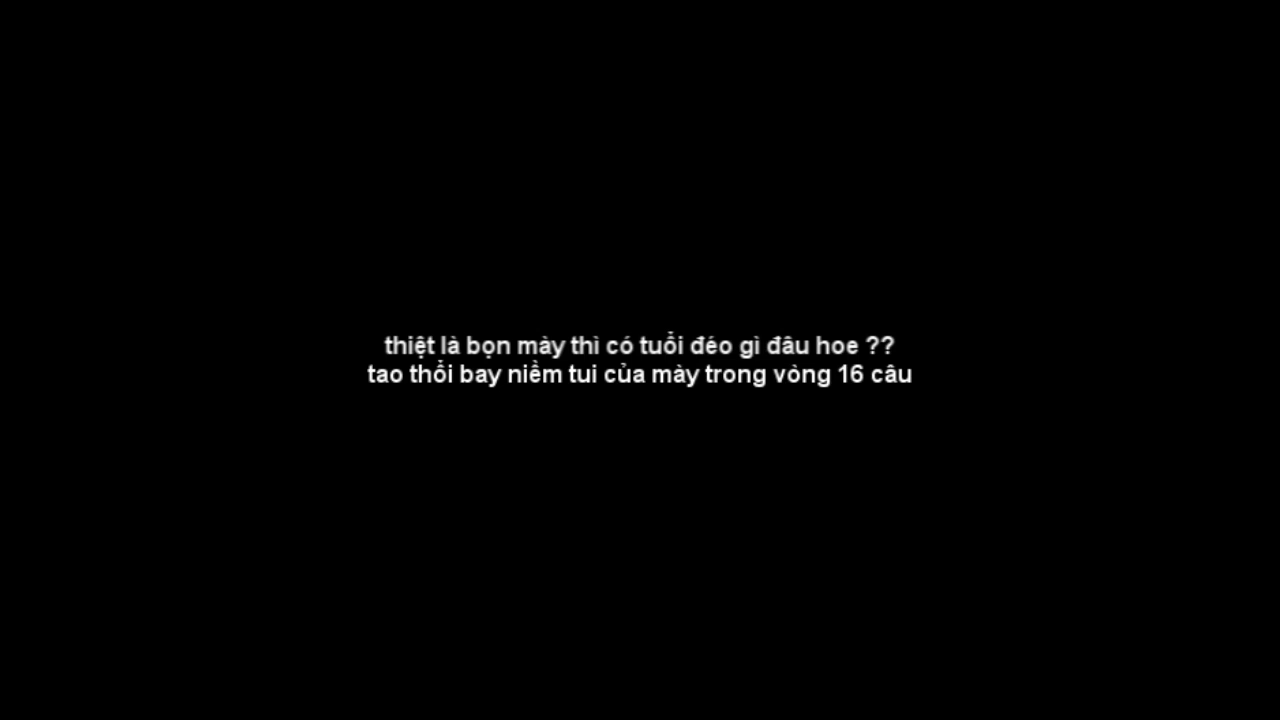 thiệt là bọn mày thì có tuổi đéo gì đâu hoe ??
tao thổi bay niềm tui của mày trong vòng 16 câu